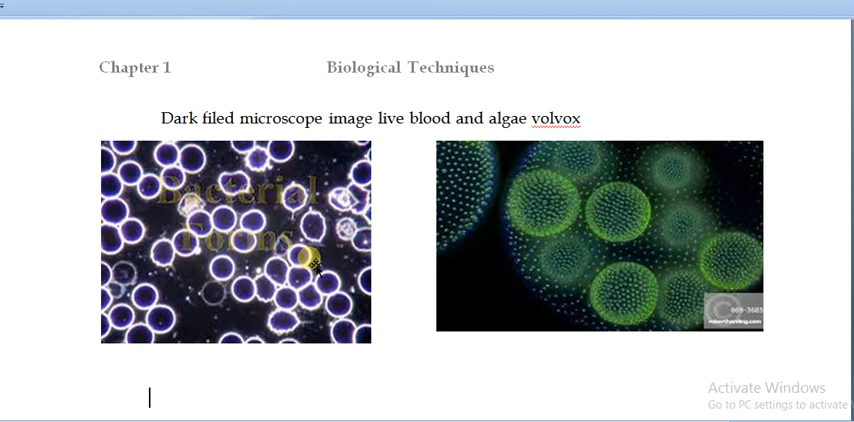 Chapter 1 Biological Techniques
Dark filed microscope image live blood and algae volvox
Bacterial
Forms
Activate Windows
Go to PC settings to activate